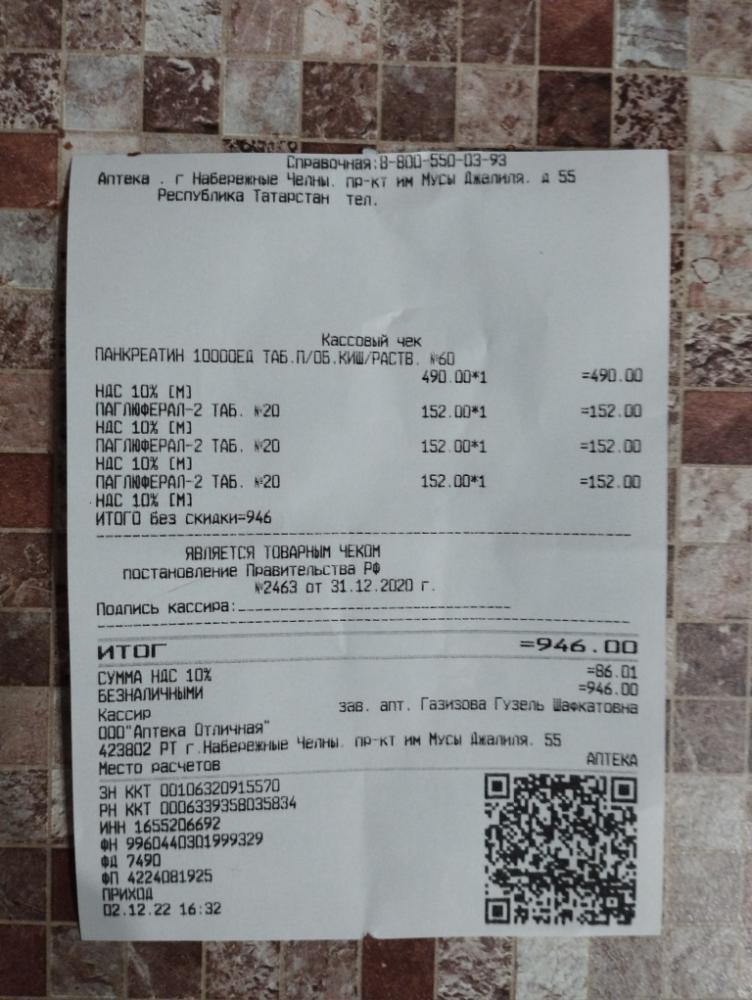 Справочная:8-800-550-03-93
Аптека . г Набережные Челны. пр-кт им Мусы Джалиля. д 55
Республика Татарстан тел.
Кассовый чек
ПАНКРЕАТИН 10000ЕД ТАБ.П/ОБ.КИШ/РАСТВ. №60
490.00*1 =490.00
НДС 10% [М]
ПАГЛЮФЕРАЛ-2 ТАБ. №20 152.00*1 =152.00
НДС 10% [М]
ПАГЛЮФЕРАЛ-2 ТАБ. №20 152.00*1 =152.00
НДС 10% [М]
ПАГЛЮФЕРАЛ-2 ТАБ. №20 152.00*1 =152.00
НДС 10% [М]
ИТОГО без скидки=946
ЯВЛЯЕТСЯ ТОВАРНЫМ ЧЕКОМ
постановление Правительства РФ
№2463 от 31.12.2020 г.
Подпись кассира:
ИТОГ =946.00
СУММА НДС 10% =86.01
БЕЗНАЛИЧНЫМИ =946.00
Кассир зав. апт. Газизова Гузель Шафкатовна
ООО"Аптека Отличная"
423802 РТ г.Набережные Челны. пр-кт им Мусы Джалиля. 55
Место расчетов АПТЕКА
ЗН ККТ 00106320915570
РН ККТ 0006339358035834
ИНН 1655206692
ФН 9960440301999329
ФД 7490
ФП 4224081925
ПРИХОД
02.12.22 16:32